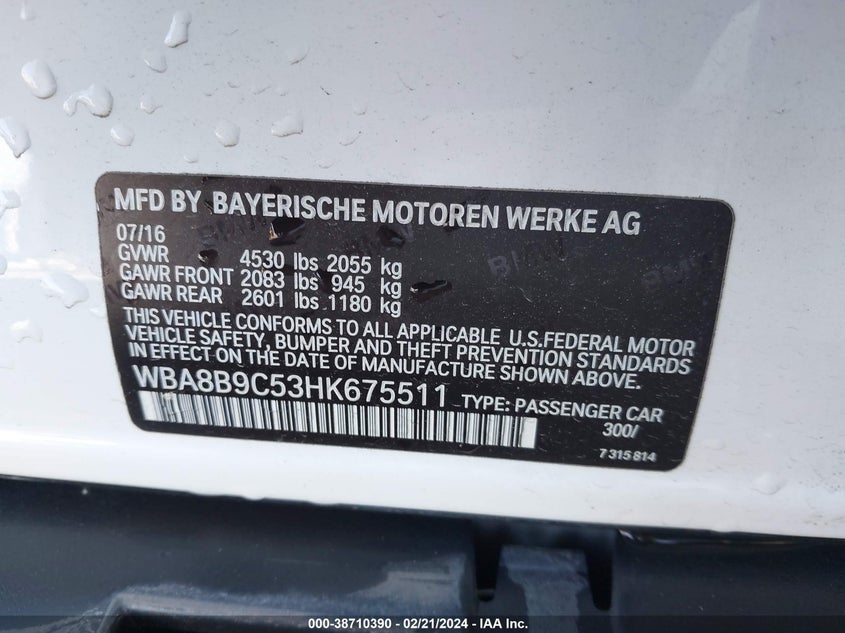 MFD BY BAYERISCHE MOTOREN WERKE AG
07/16
GVWR 4530 lbs 2055 kg
GAWR FRONT 2083 lbs 945 kg
GAWR REAR 2601 lbs 1180 kg
THIS VEHICLE CONFORMS TO ALL APPLICABLE U.S.FEDERAL MOTOR
VEHICLE SAFETY, BUMPER AND THEFT PREVENTION STANDARDS
IN EFFECT ON THE DATE OF MANUFACTURE SHOWN ABOVE.
WBA8B9C53HK675511 TYPE: PASSENGER CAR
300/
7 315 814
000-38710390 - 02/21/2024 - IAA Inc.